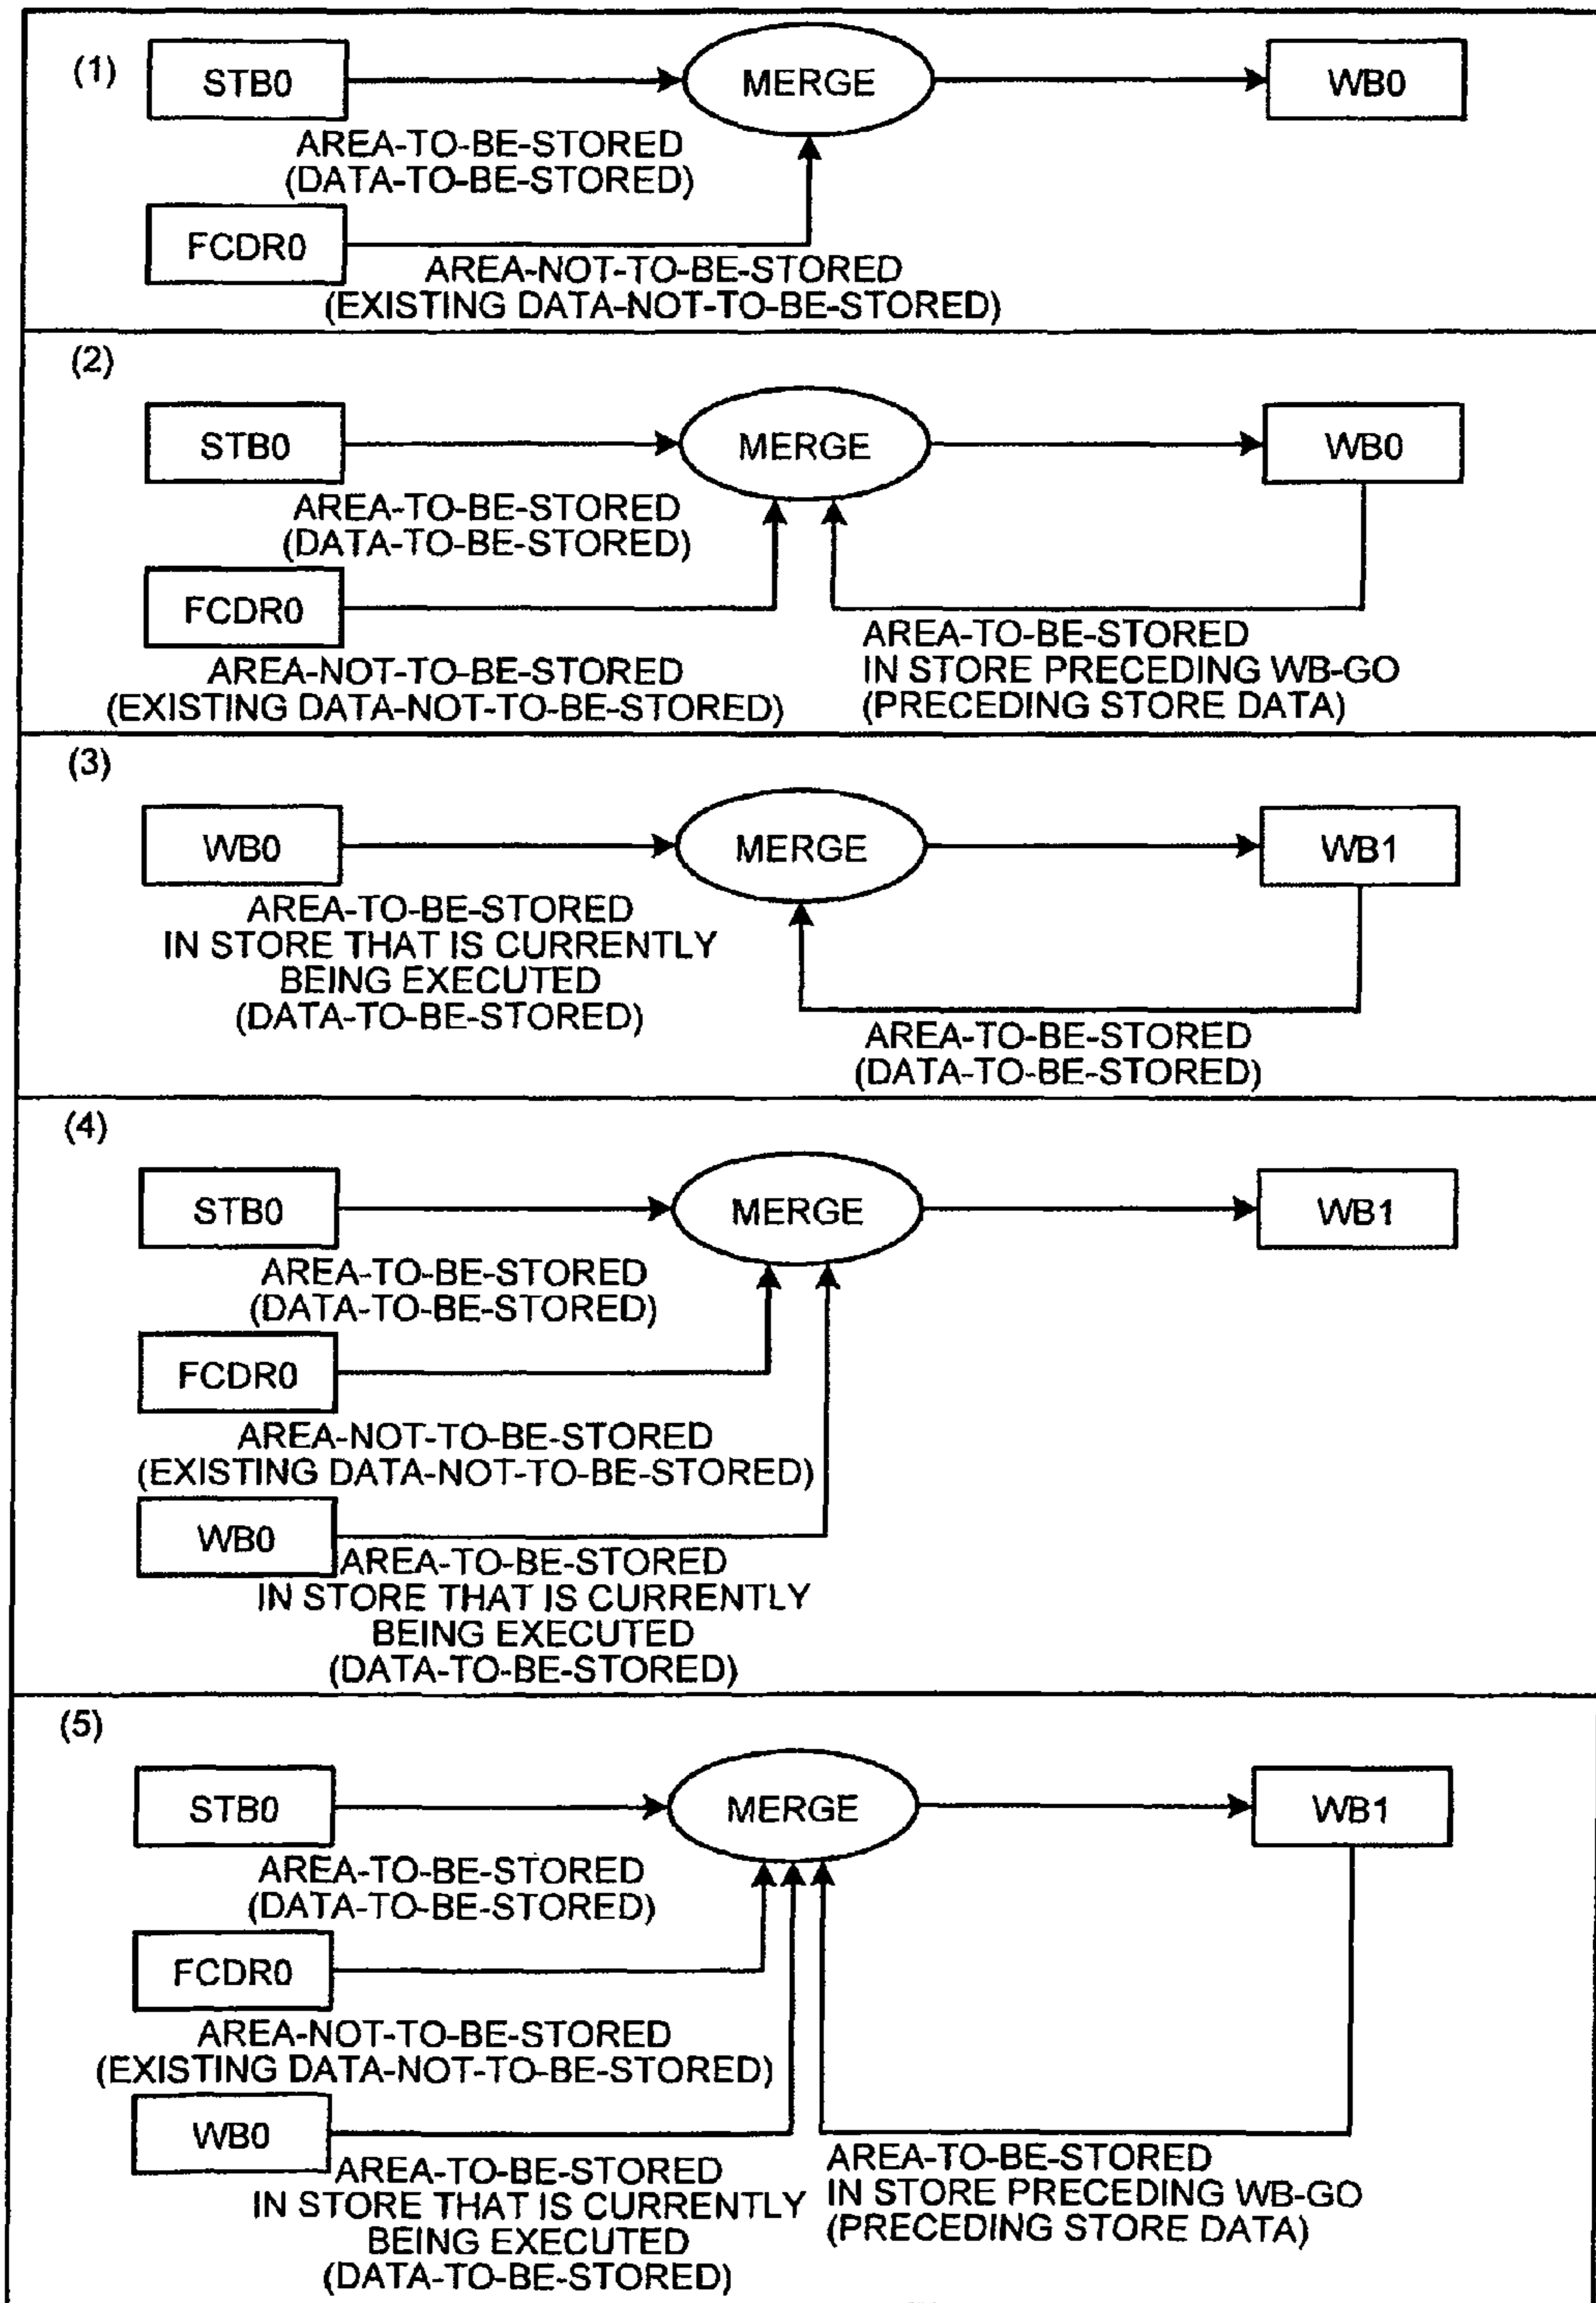 (1)
STB0
MERGE
WB0
AREA-TO-BE-STORED
(DATA-TO-BE-STORED)
FCDR0
AREA-NOT-TO-BE-STORED
(EXISTING DATA-NOT-TO-BE-STORED)
(2)
STB0
MERGE
WB0
AREA-TO-BE-STORED
(DATA-TO-BE-STORED)
FCDR0
AREA-NOT-TO-BE-STORED
(EXISTING DATA-NOT-TO-BE-STORED)
AREA-TO-BE-STORED
IN STORE PRECEDING WB-GO
(PRECEDING STORE DATA)
(3)
WB0
MERGE
WB1
AREA-TO-BE-STORED
IN STORE THAT IS CURRENTLY
BEING EXECUTED
(DATA-TO-BE-STORED)
AREA-TO-BE-STORED
(DATA-TO-BE-STORED)
(4)
STB0
MERGE
WB1
AREA-TO-BE-STORED
(DATA-TO-BE-STORED)
FCDR0
AREA-NOT-TO-BE-STORED
(EXISTING DATA-NOT-TO-BE-STORED)
WB0
AREA-TO-BE-STORED
IN STORE THAT IS CURRENTLY
BEING EXECUTED
(DATA-TO-BE-STORED)
(5)
STB0
MERGE
WB1
AREA-TO-BE-STORED
(DATA-TO-BE-STORED)
FCDR0
AREA-NOT-TO-BE-STORED
(EXISTING DATA-NOT-TO-BE-STORED)
WB0
AREA-TO-BE-STORED
IN STORE THAT IS CURRENTLY
BEING EXECUTED
(DATA-TO-BE-STORED)
AREA-TO-BE-STORED
IN STORE PRECEDING WB-GO
(PRECEDING STORE DATA)